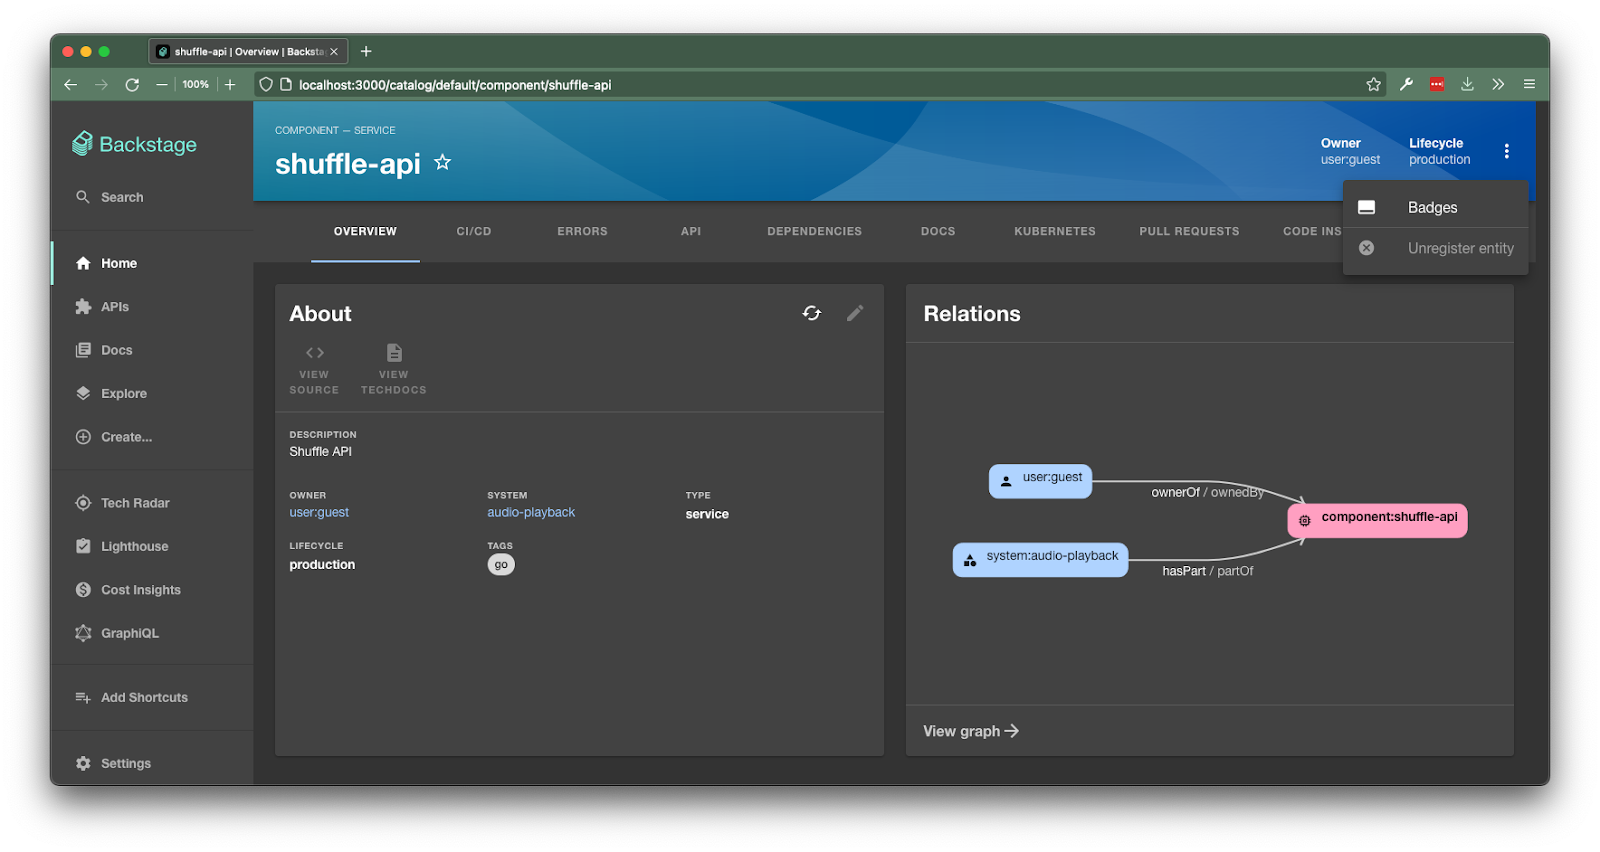 shuffle-api | Overview | Backsta
100%
localhost:3000/catalog/default/component/shuffle-api
Backstage
Search
Home
APIs
Docs
Explore
Create...
Tech Radar
Lighthouse
Cost Insights
GraphiQL
Add Shortcuts
Settings
COMPONENT — SERVICE
shuffle-api
Owner
user:guest
Lifecycle
production
Badges
Unregister entity
OVERVIEW
CI/CD
ERRORS
API
DEPENDENCIES
DOCS
KUBERNETES
PULL REQUESTS
CODE INS
About
VIEW
SOURCE
VIEW
TECHDOCS
DESCRIPTION
Shuffle API
OWNER
user:guest
SYSTEM
audio-playback
TYPE
service
LIFECYCLE
production
TAGS
go
Relations
user:guest
ownerOf / ownedBy
component:shuffle-api
system:audio-playback
hasPart / partOf
View graph